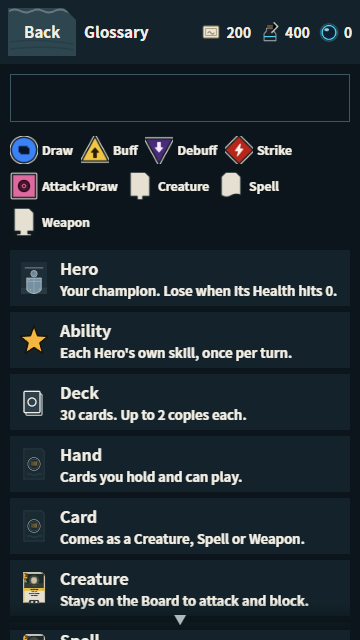 Back Glossary 200 400 0
Draw Buff Debuff Strike
Attack+Draw Creature Spell
Weapon
Hero
Your champion. Lose when its Health hits 0.
Ability
Each Hero's own skill, once per turn.
Deck
30 cards. Up to 2 copies each.
Hand
Cards you hold and can play.
Card
Comes as a Creature, Spell or Weapon.
Creature
Stays on the Board to attack and block.
Spell